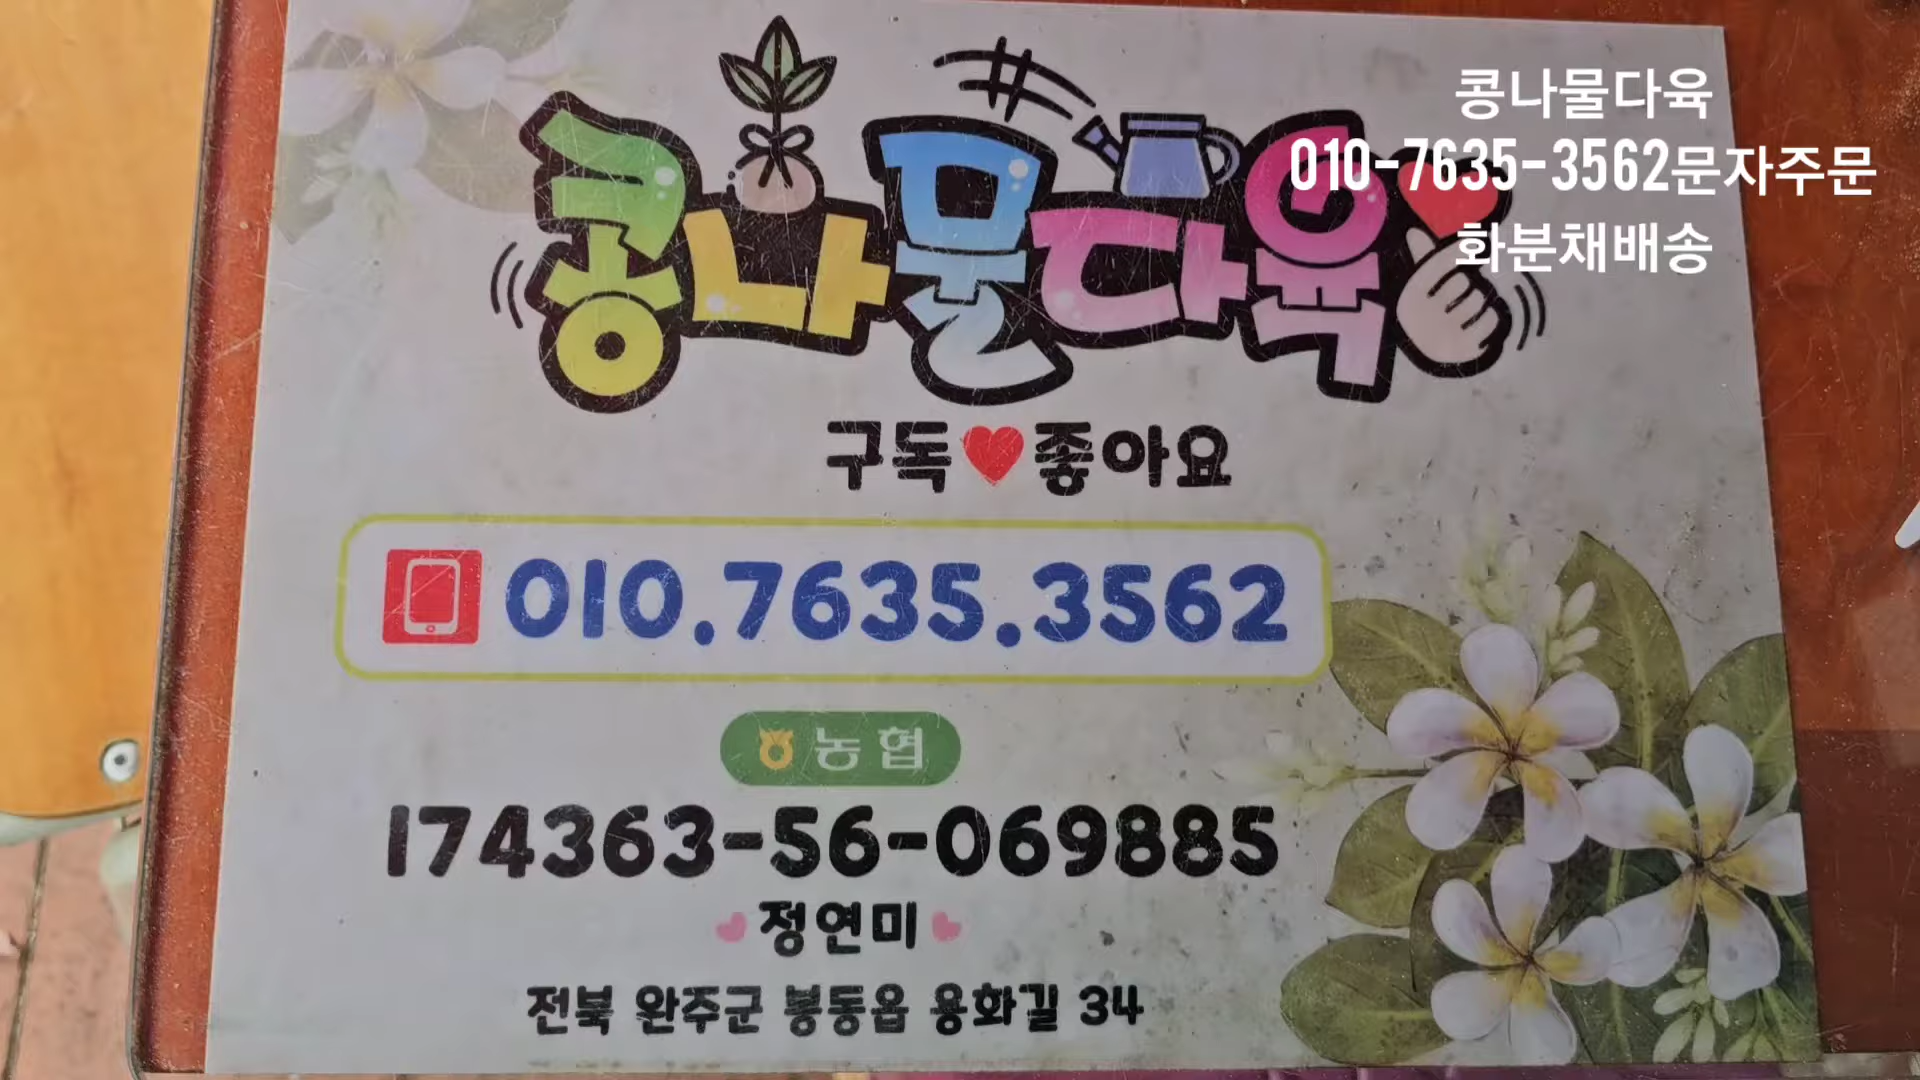 콩나물다육
010-7635-3562문자주문
화분채배송
콩나물다육
구독♥좋아요
010.7635.3562
농협
174363-56-069885
정연미
전북 완주군 봉동읍 용화길 34